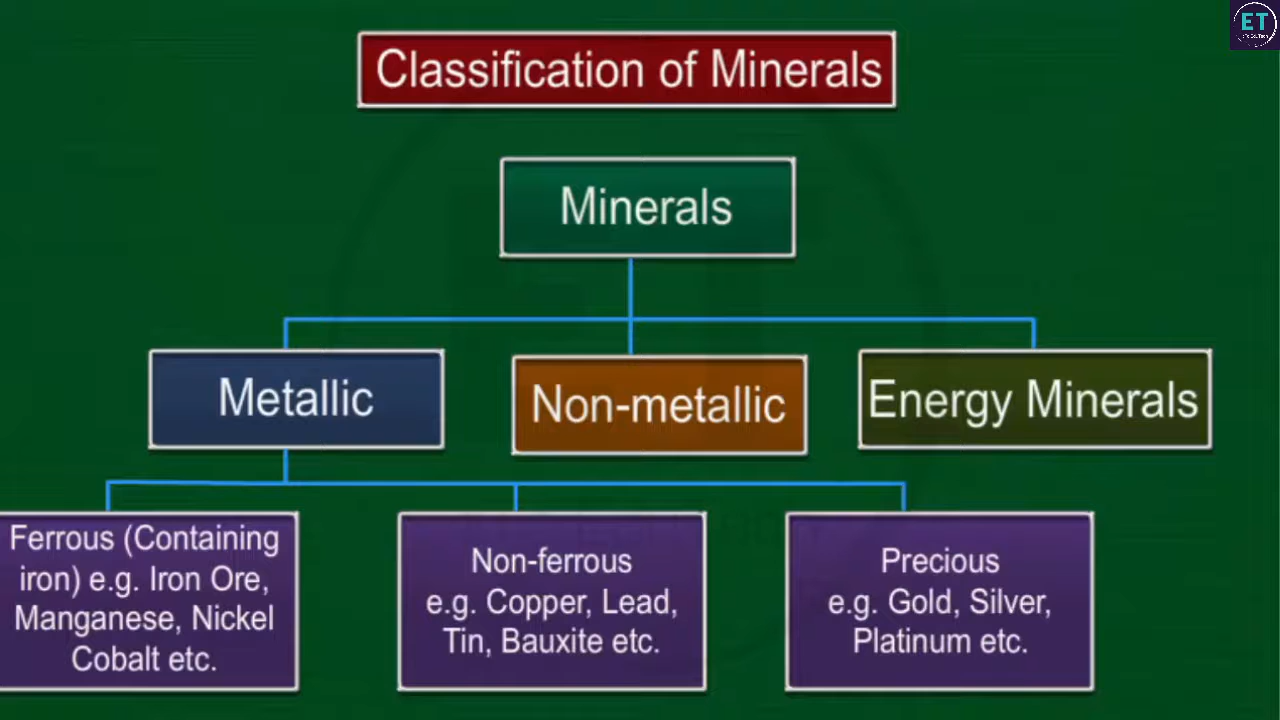 ET
Classification of Minerals
Minerals
Metallic
Non-metallic
Energy Minerals
Ferrous (Containing
iron) e.g. Iron Ore,
Manganese, Nickel
Cobalt etc.
Non-ferrous
e.g. Copper, Lead,
Tin, Bauxite etc.
Precious
e.g. Gold, Silver,
Platinum etc.